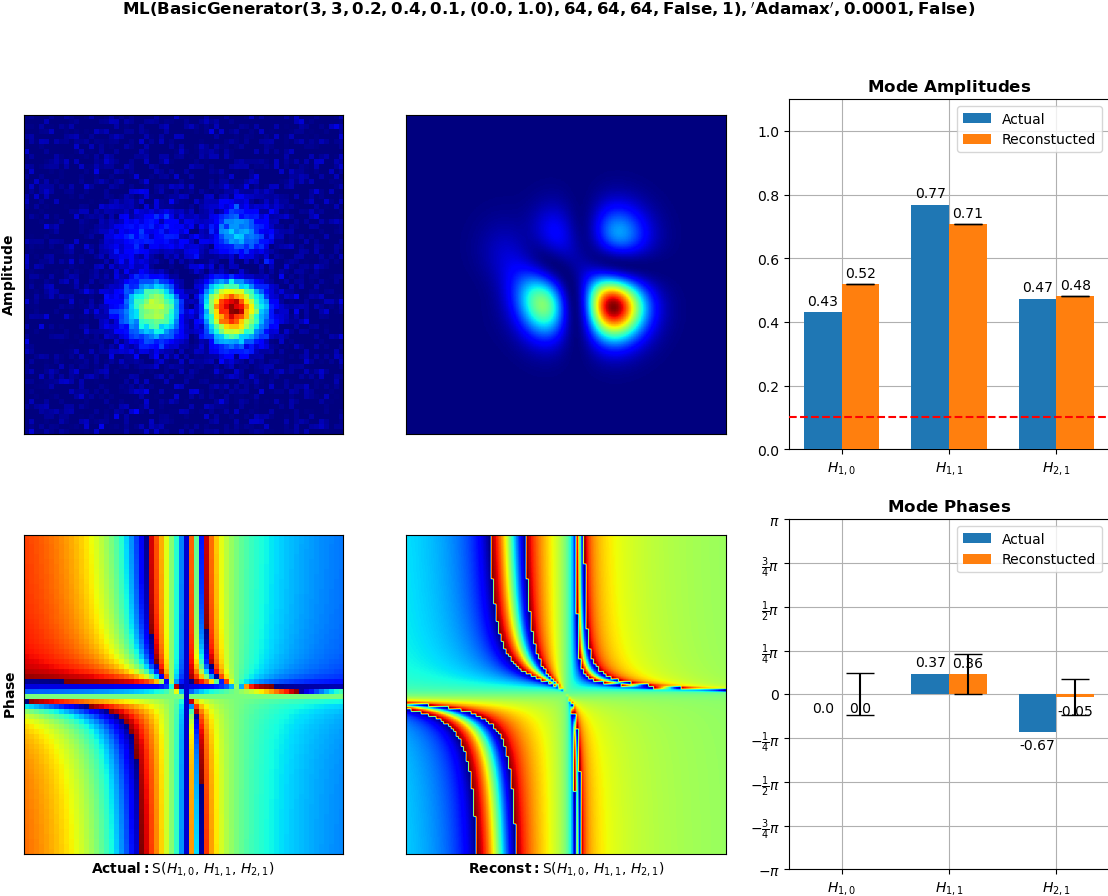 ML(BasicGenerator(3, 3, 0.2, 0.4, 0.1, (0.0, 1.0), 64, 64, 64, False, 1), ′Adamax′, 0.0001, False)
Amplitude
Mode Amplitudes
Actual
Reconstucted
1.0
0.8
0.6
0.4
0.2
0.0
0.43
0.52
0.77
0.71
0.47
0.48
H₁,₀
H₁,₁
H₂,₁
Phase
Actual: S(H₁,₀, H₁,₁, H₂,₁)
Reconst: S(H₁,₀, H₁,₁, H₂,₁)
Mode Phases
Actual
Reconstucted
π
3/4π
1/2π
1/4π
0
−1/4π
−1/2π
−3/4π
−π
0.0
0.0
0.37
0.36
-0.67
-0.05
H₁,₀
H₁,₁
H₂,₁